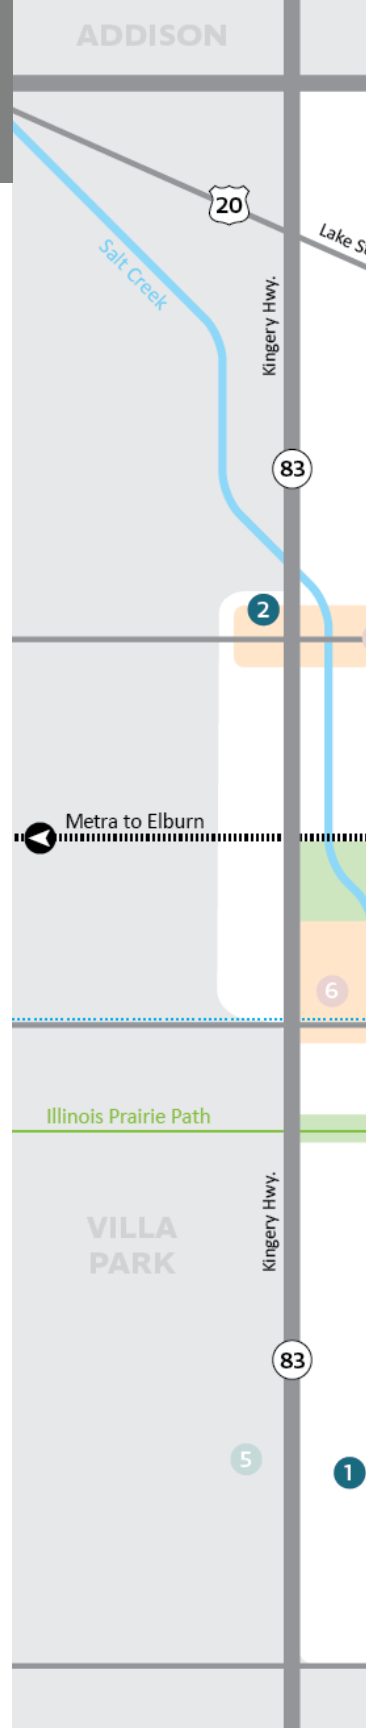 ADDISON
20
Lake
Salt Creek
Kingery Hwy.
83
2
Metra to Elburn
6
Illinois Prairie Path
VILLA
PARK
Kingery Hwy.
83
5
1